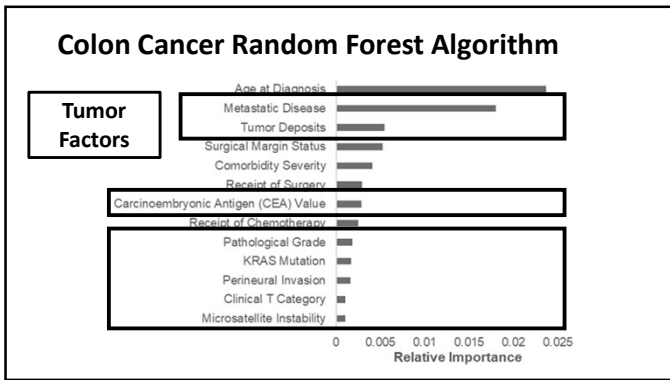 Colon Cancer Random Forest Algorithm
Tumor
Factors
Age at Diagnosis
Metastatic Disease
Tumor Deposits
Surgical Margin Status
Comorbidity Severity
Receipt of Surgery
Carcinoembryonic Antigen (CEA) Value
Receipt of Chemotherapy
Pathological Grade
KRAS Mutation
Perineural Invasion
Clinical T Category
Microsatellite Instability
0 0.005 0.01 0.015 0.02 0.025
Relative Importance